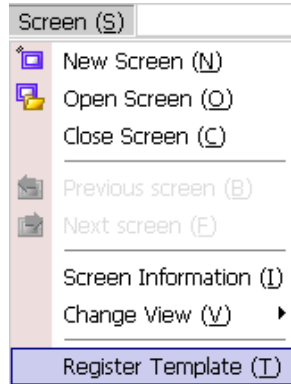 Screen (S)
New Screen (N)
Open Screen (O)
Close Screen (C)
Previous screen (B)
Next screen (F)
Screen Information (I)
Change View (V)
Register Template (T)